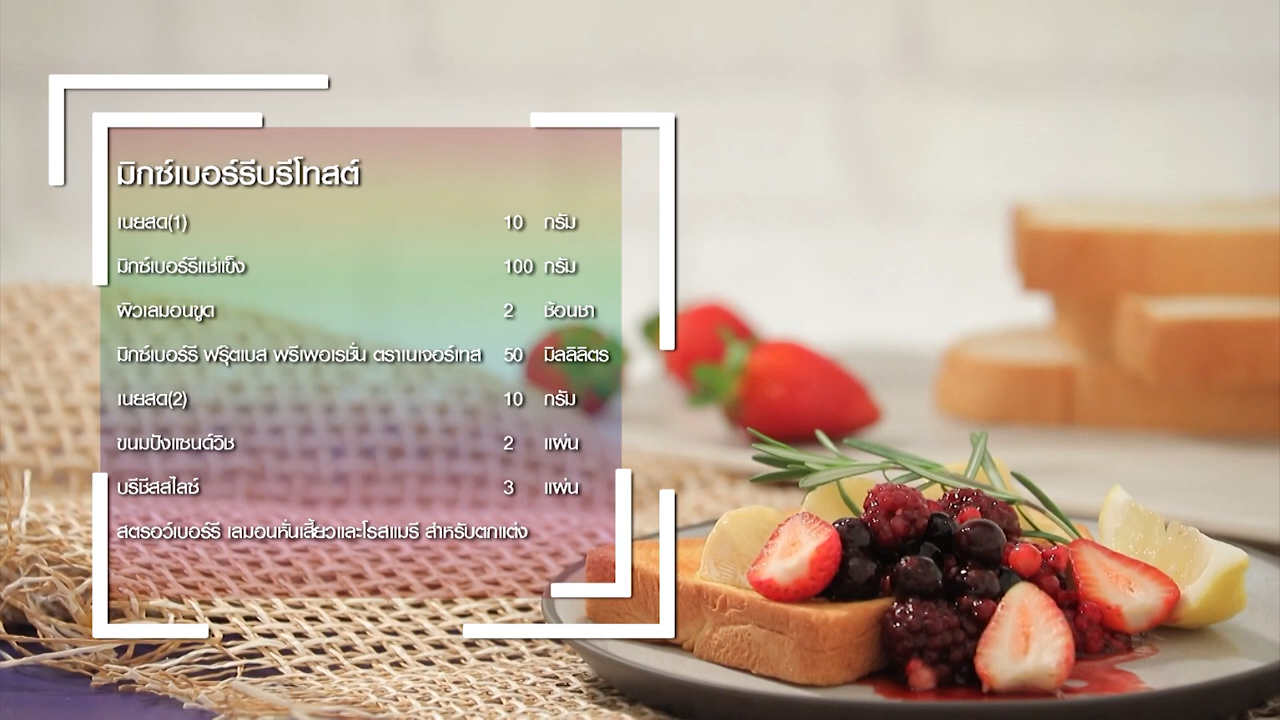 มิกซ์เบอร์รีบรีโทสต์
เนยสด(1) 10 กรัม
มิกซ์เบอร์รีแช่แข็ง 100 กรัม
ผิวเลมอนขูด 2 ช้อนชา
มิกซ์เบอร์รี ฟรุ๊ตเบส พรีเพอเรชั่น ตราเนเจอร์เทส 50 มิลลิลิตร
เนยสด(2) 10 กรัม
ขนมปังแซนด์วิช 2 แผ่น
บรีชีสสไลซ์ 3 แผ่น
สตรอว์เบอร์รี เลมอนหั่นเสี้ยวและโรสแมรี สำหรับตกแต่ง